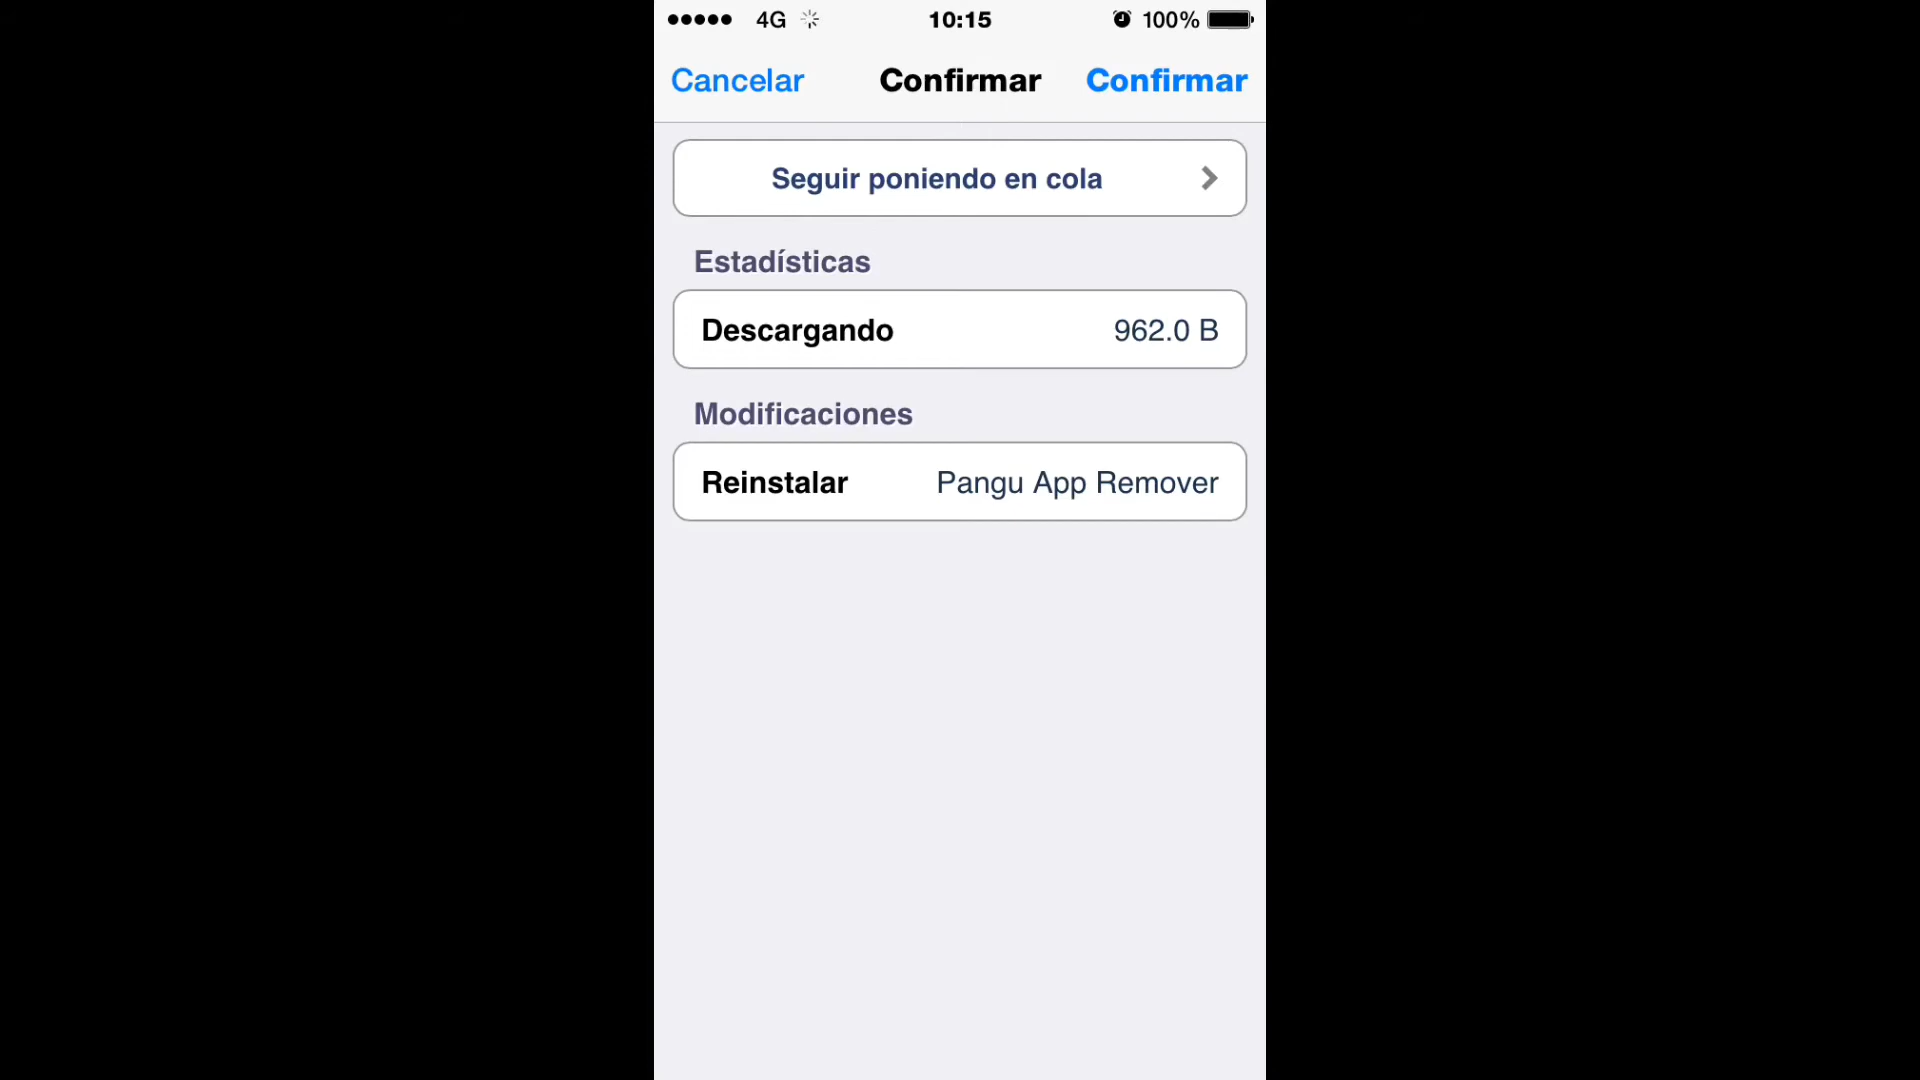 4G 10:15 100%
Cancelar Confirmar Confirmar
Seguir poniendo en cola
Estadísticas
Descargando 962.0 B
Modificaciones
Reinstalar Pangu App Remover